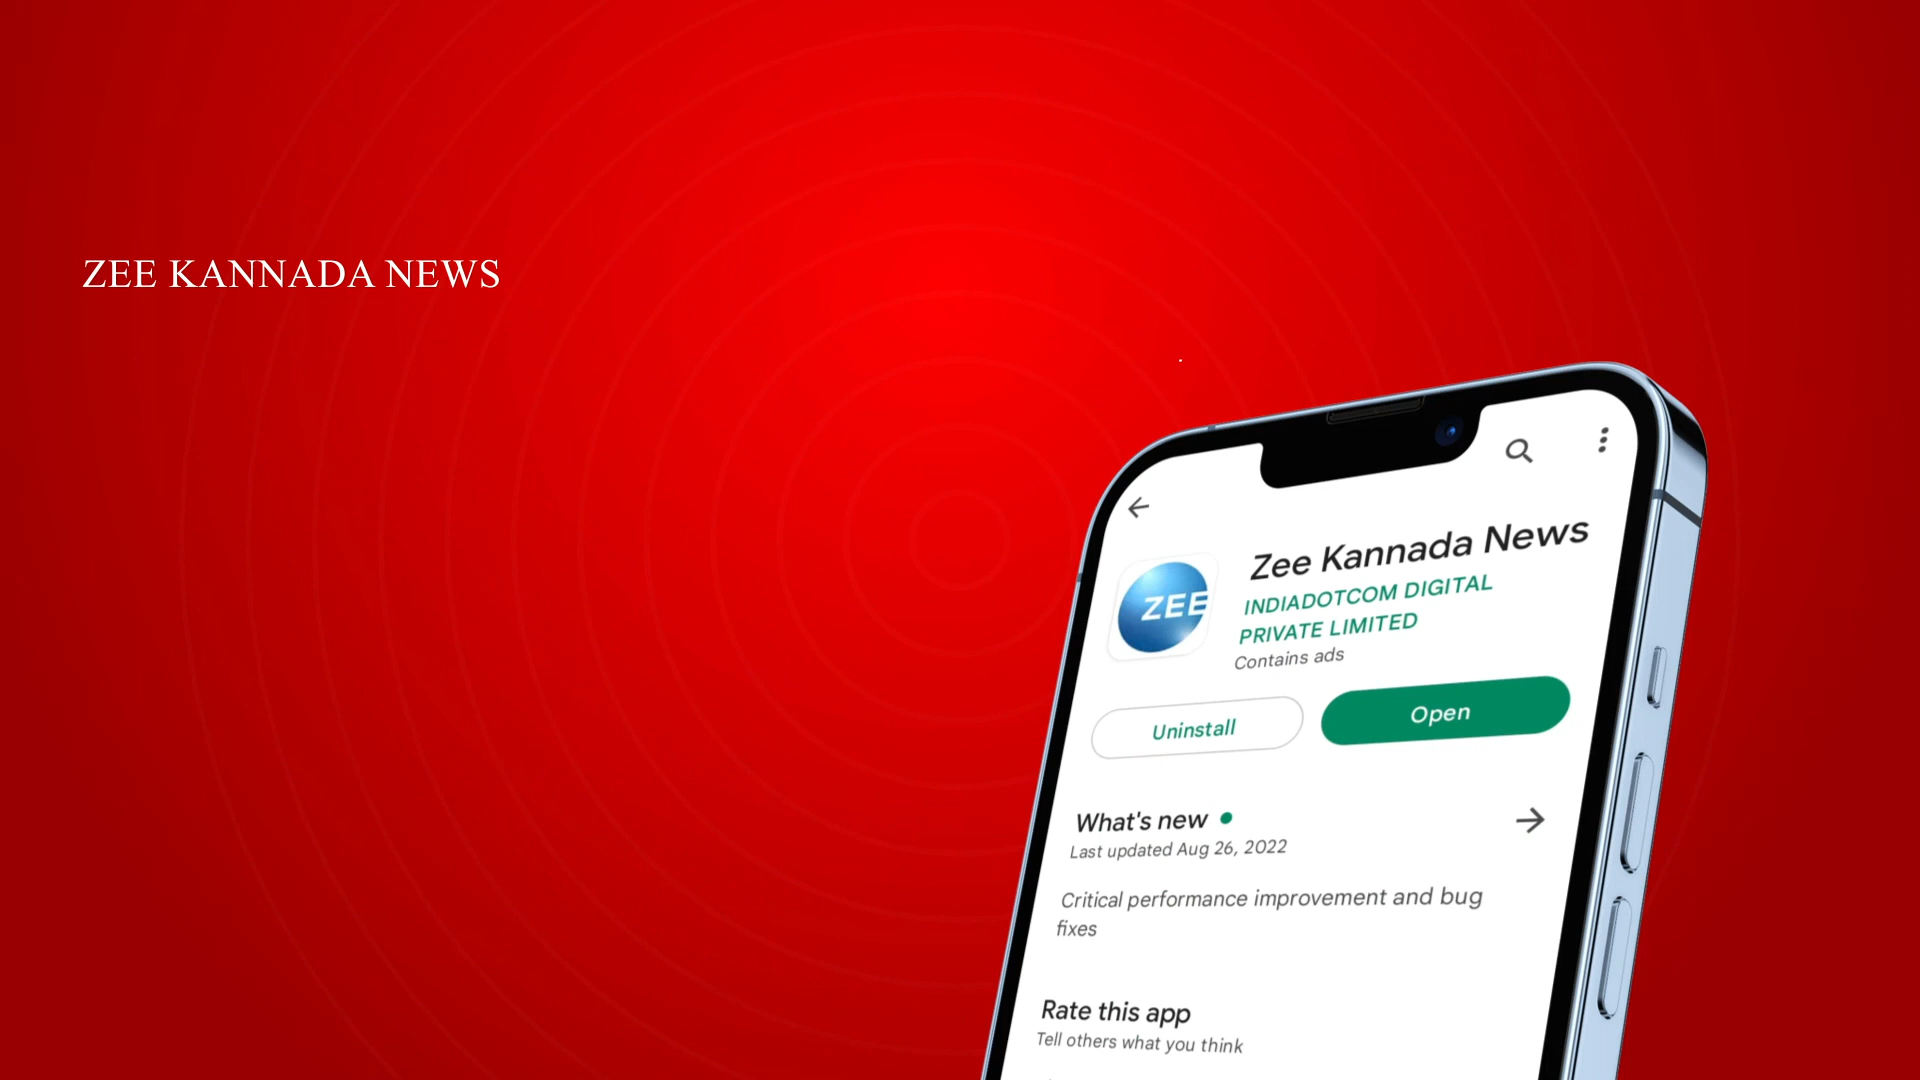 ZEE KANNADA NEWS
Zee Kannada News
ZEE
INDIADOTCOM DIGITAL
PRIVATE LIMITED
Contains ads
Uninstall
Open
What's new
Last updated Aug 26, 2022
Critical performance improvement and bug
fixes
Rate this app
Tell others what you think